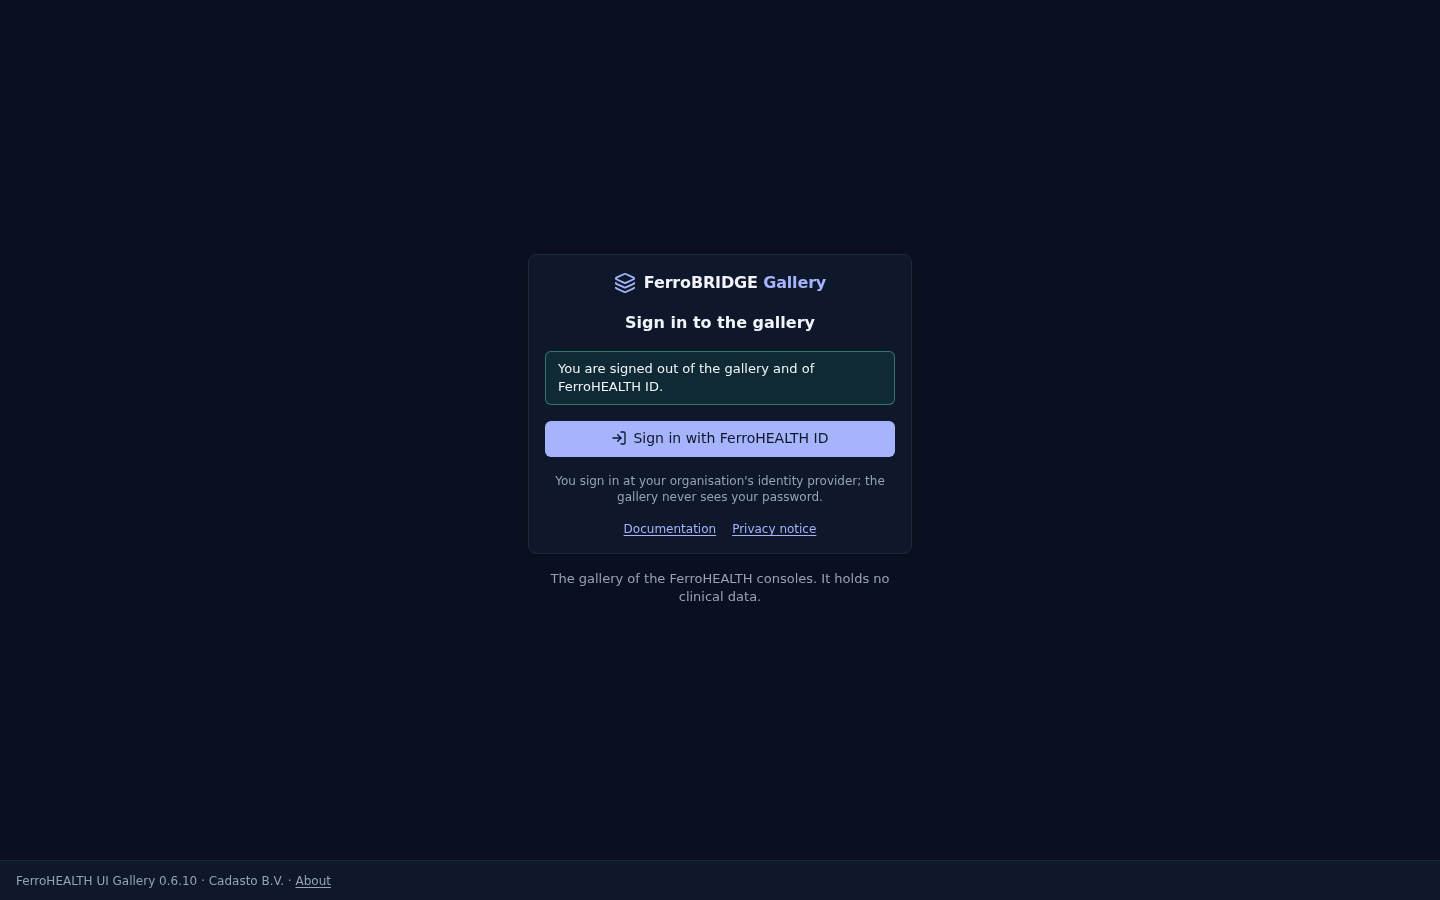 FerroBRIDGE Gallery
Sign in to the gallery
You are signed out of the gallery and of
FerroHEALTH ID.
Sign in with FerroHEALTH ID
You sign in at your organisation's identity provider; the
gallery never sees your password.
Documentation Privacy notice
The gallery of the FerroHEALTH consoles. It holds no
clinical data.
FerroHEALTH UI Gallery 0.6.10 · Cadasto B.V. · About